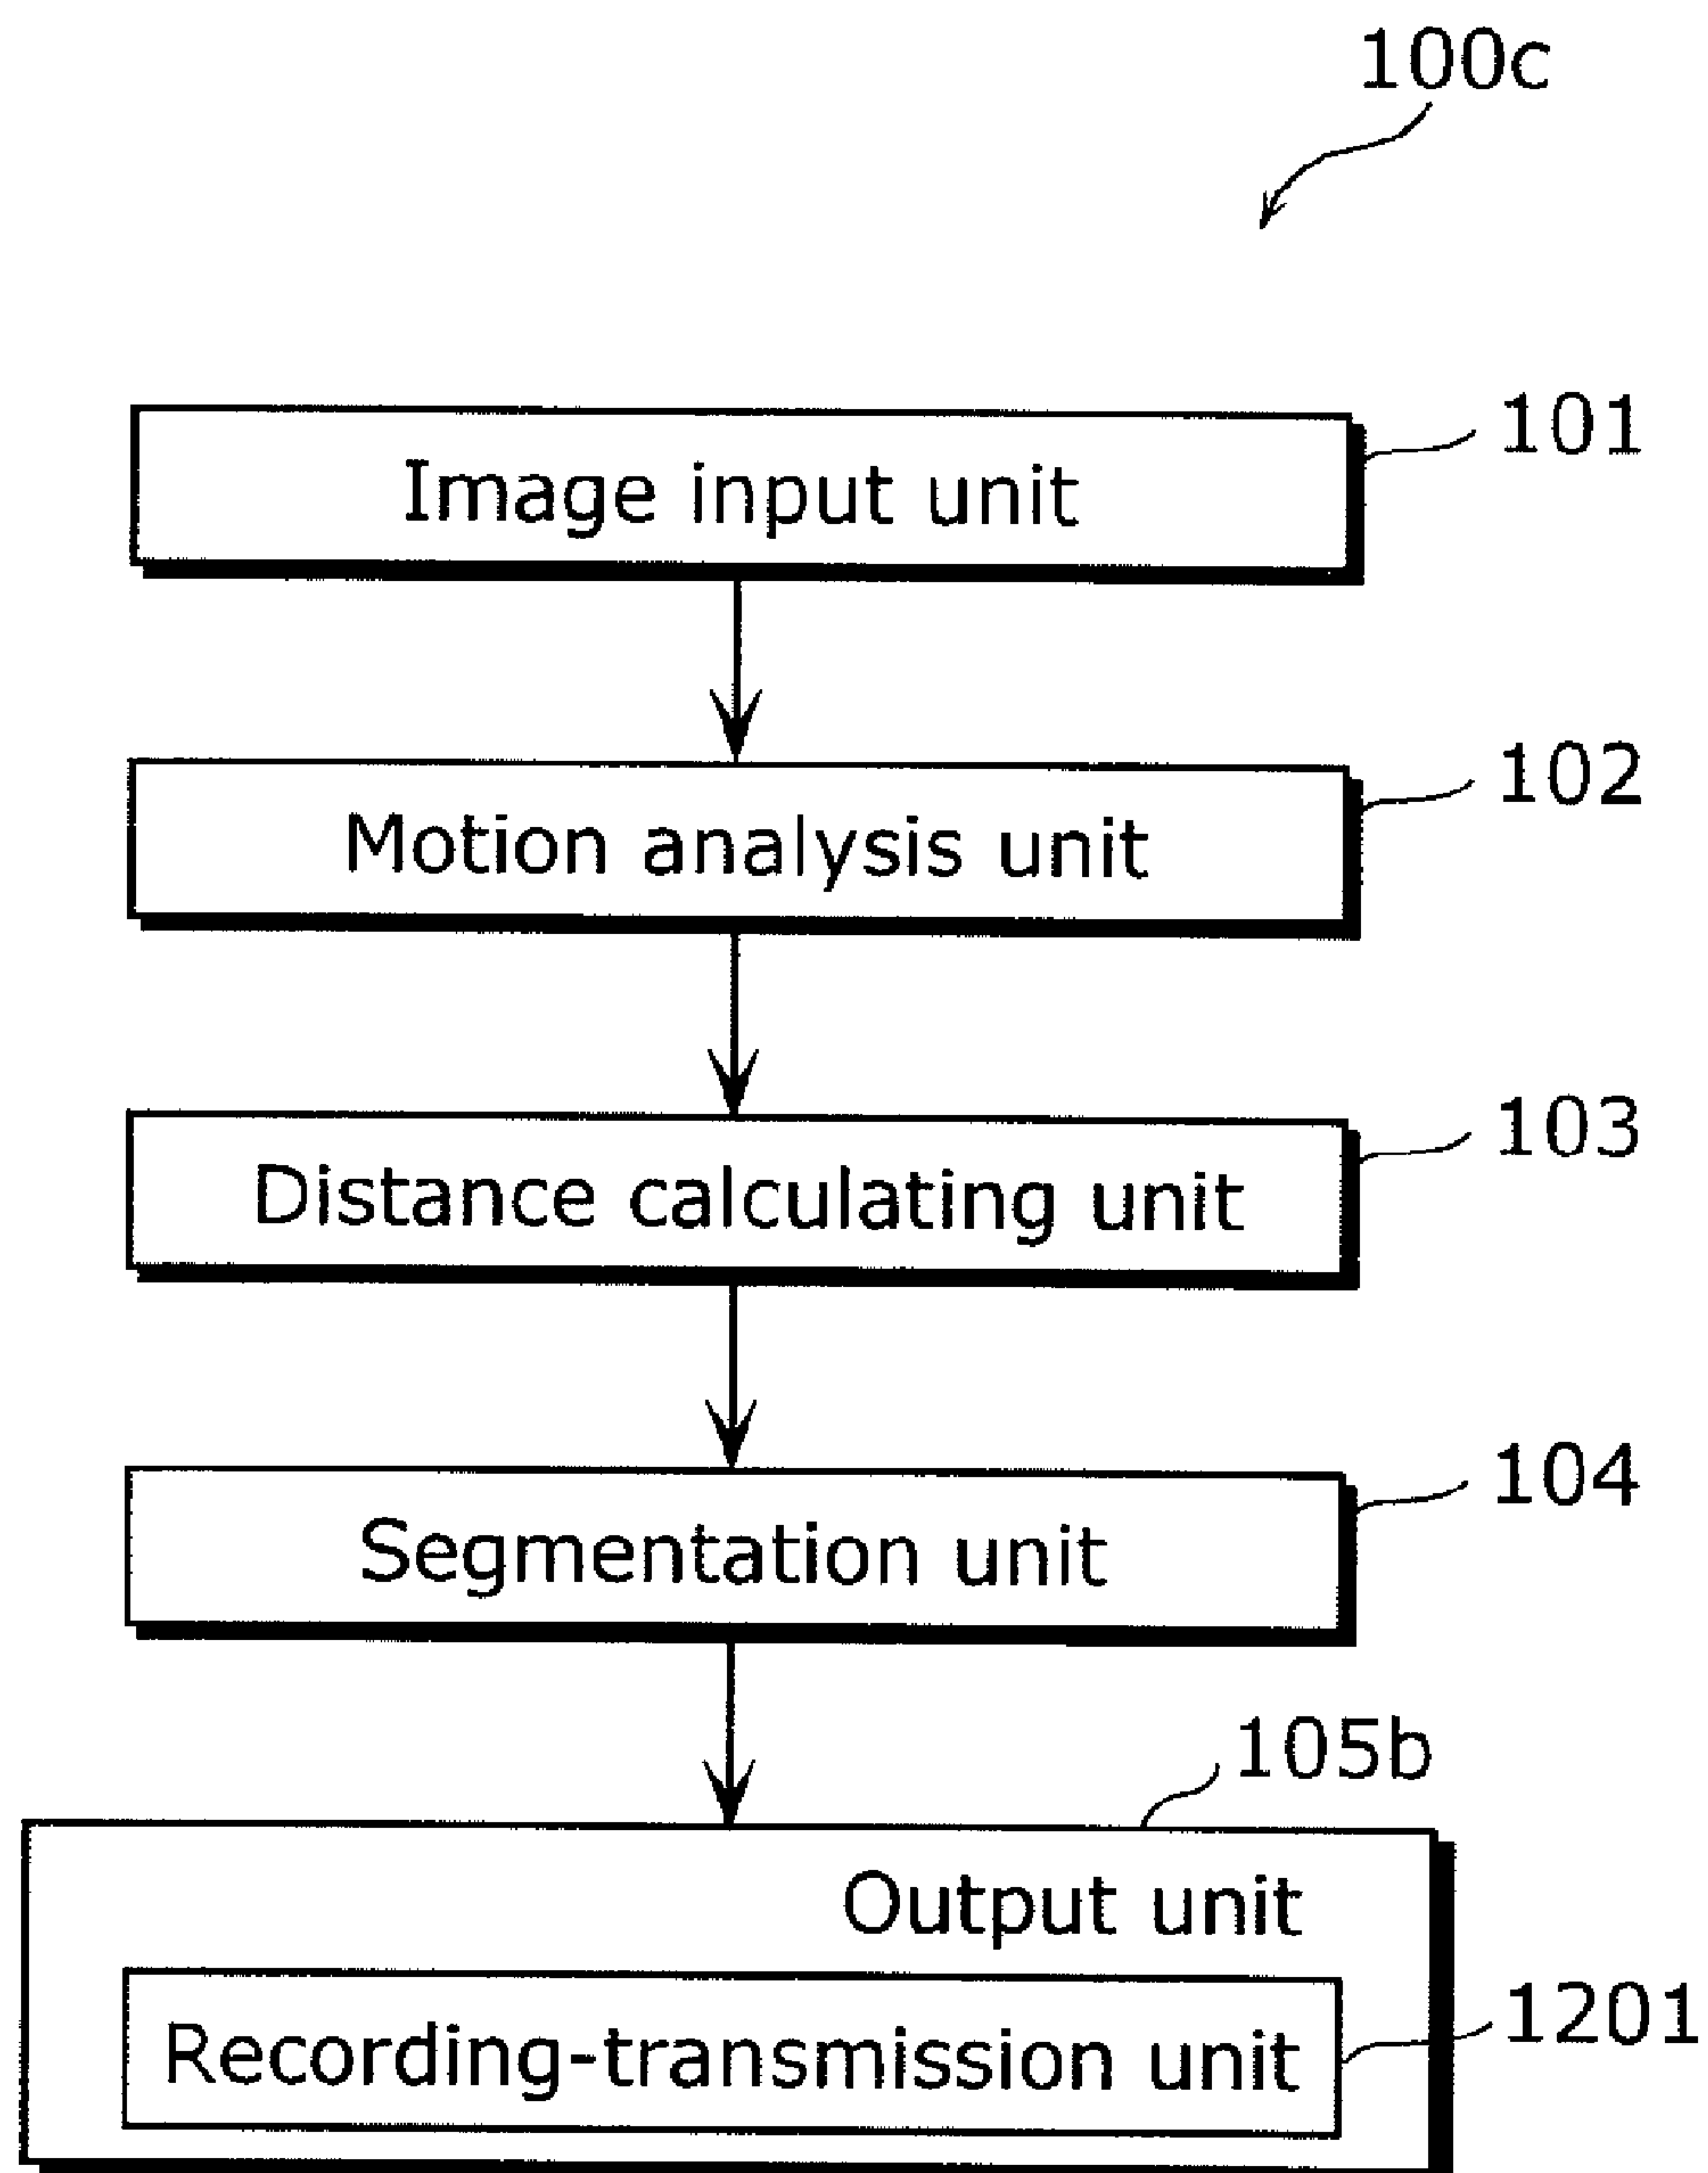 100c
101
Image input unit
102
Motion analysis unit
103
Distance calculating unit
104
Segmentation unit
105b
Output unit
Recording-transmission unit
1201